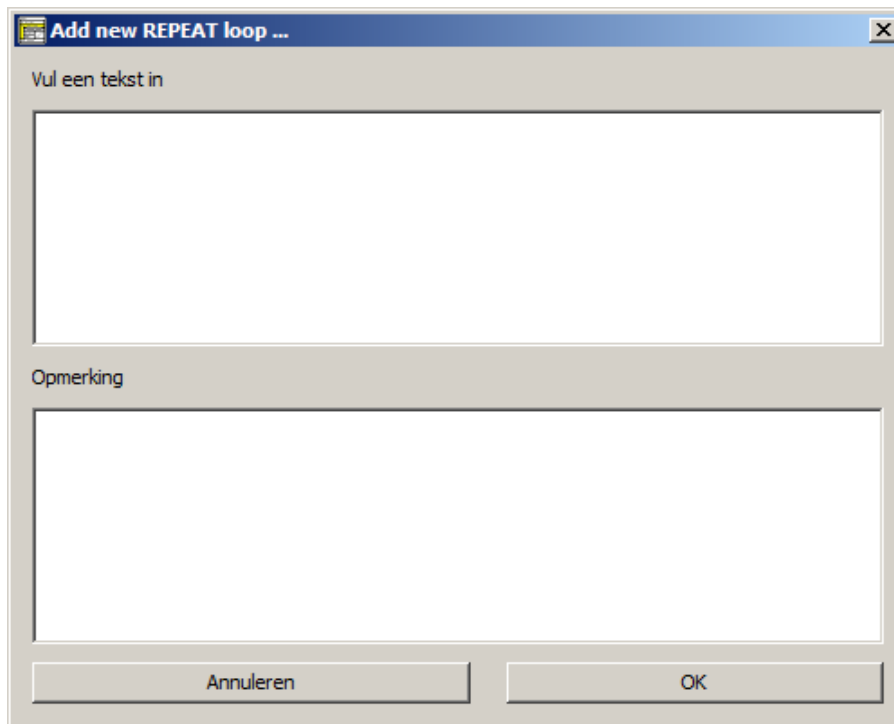 Add new REPEAT loop ...
Vul een tekst in
Opmerking
Annuleren
OK